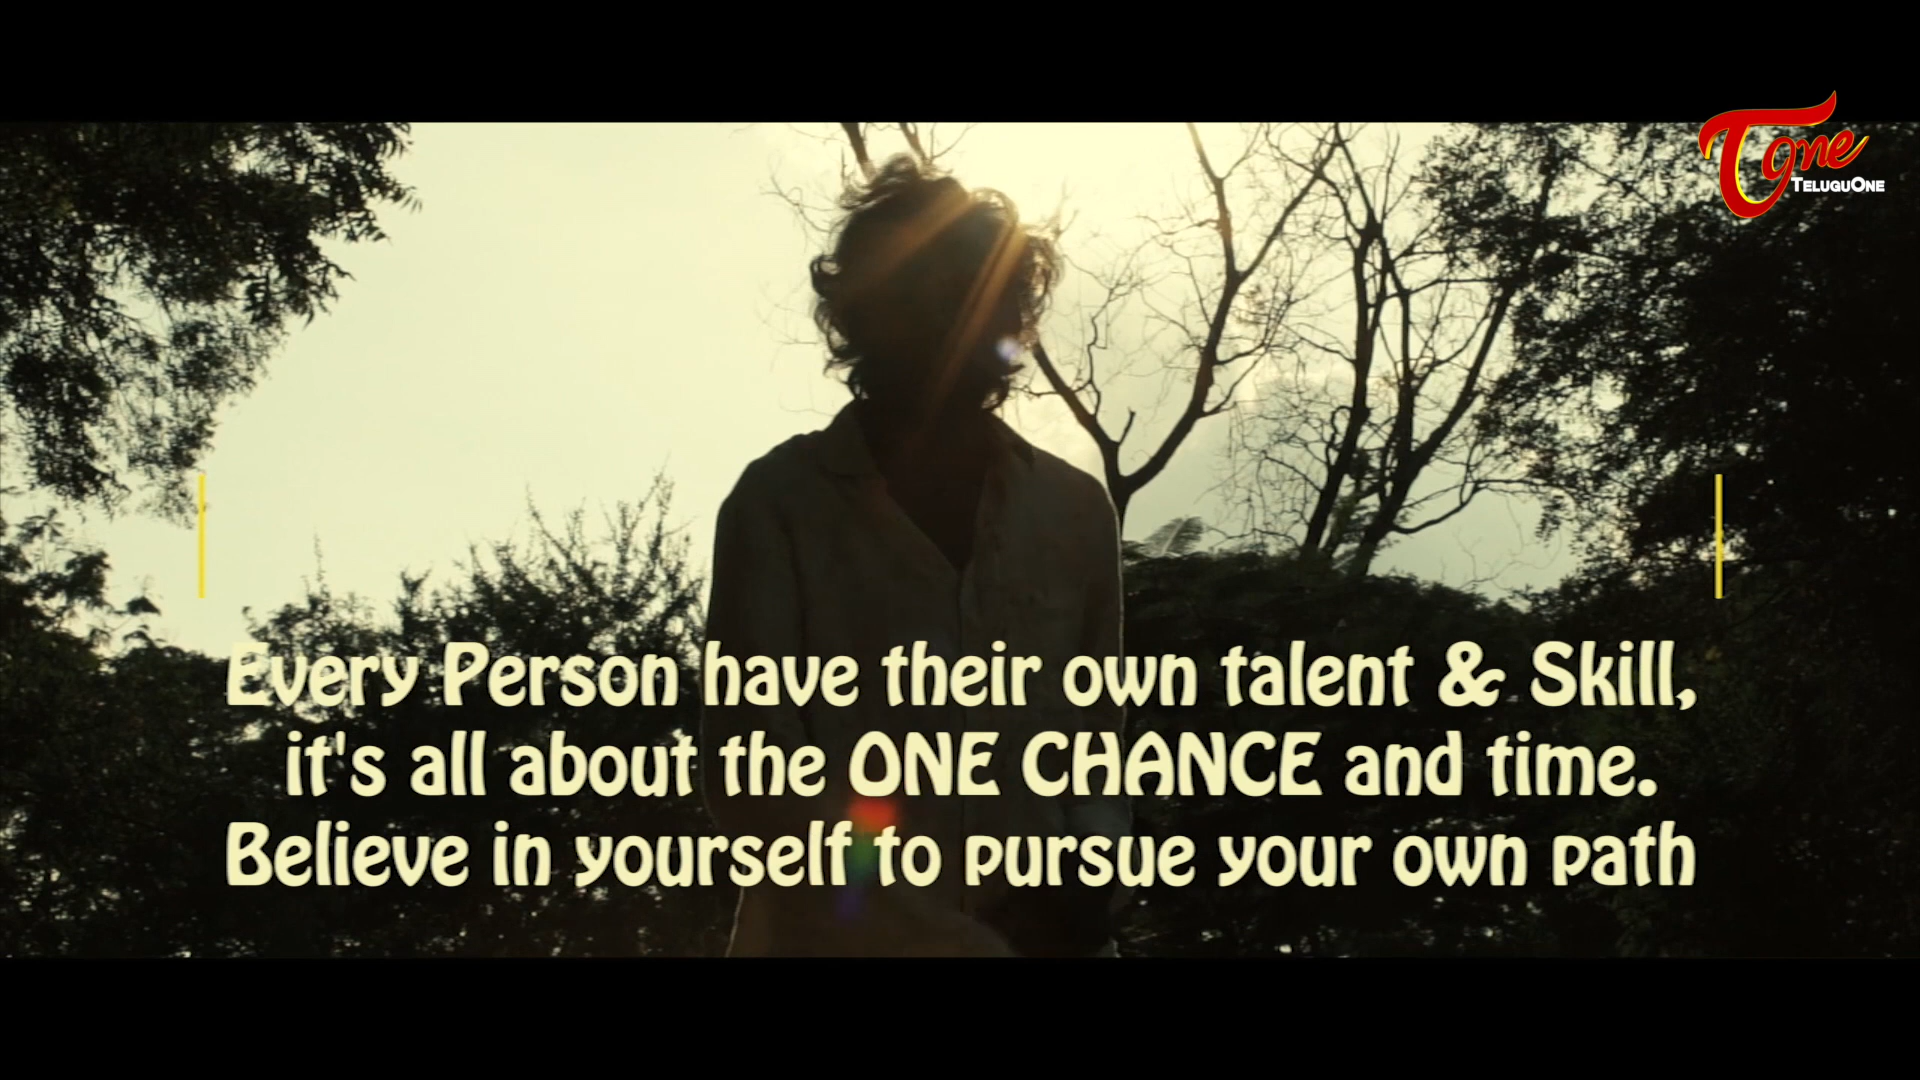 Tone
TELUGUONE
Every Person have their own talent & Skill,
it's all about the ONE CHANCE and time.
Believe in yourself to pursue your own path